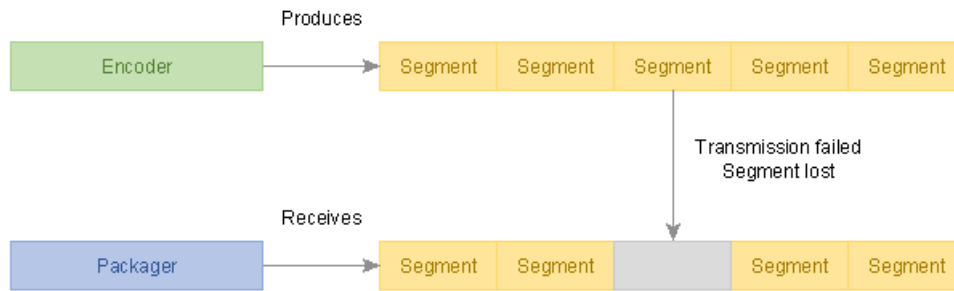 Produces
Encoder
Segment Segment Segment Segment Segment
Transmission failed
Segment lost
Receives
Packager
Segment Segment Segment Segment